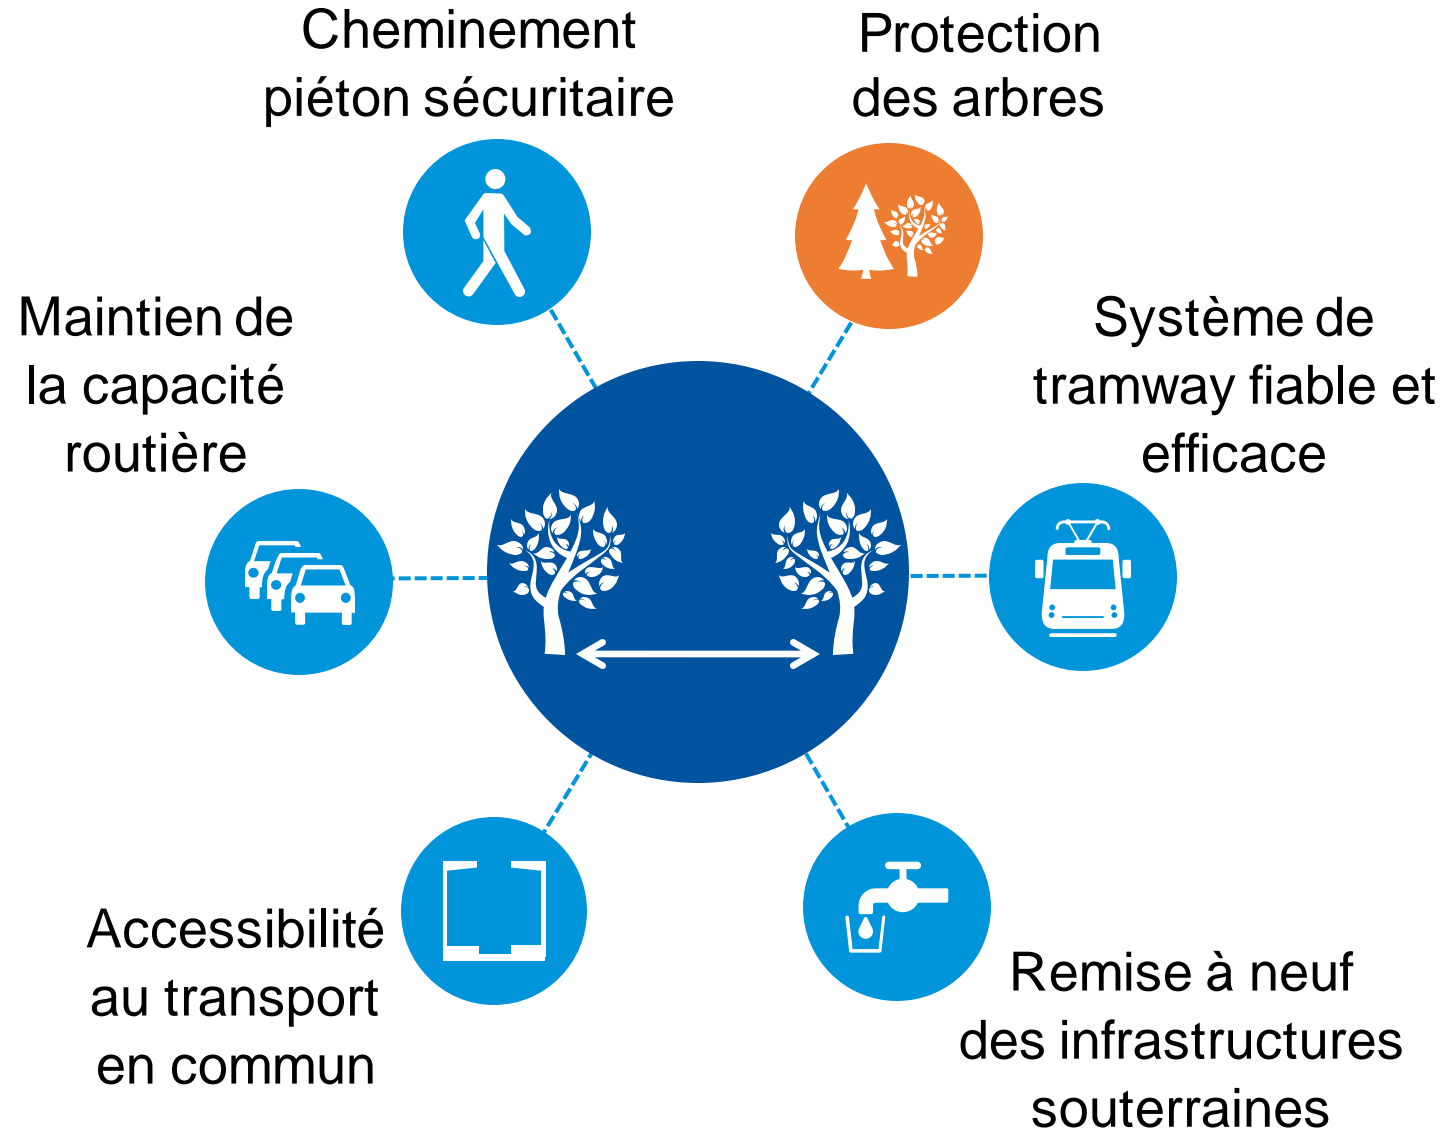 Cheminement
piéton sécuritaire
Protection
des arbres
Maintien de
la capacité
routière
Système de
tramway fiable et
efficace
Accessibilité
au transport
en commun
Remise à neuf
des infrastructures
souterraines